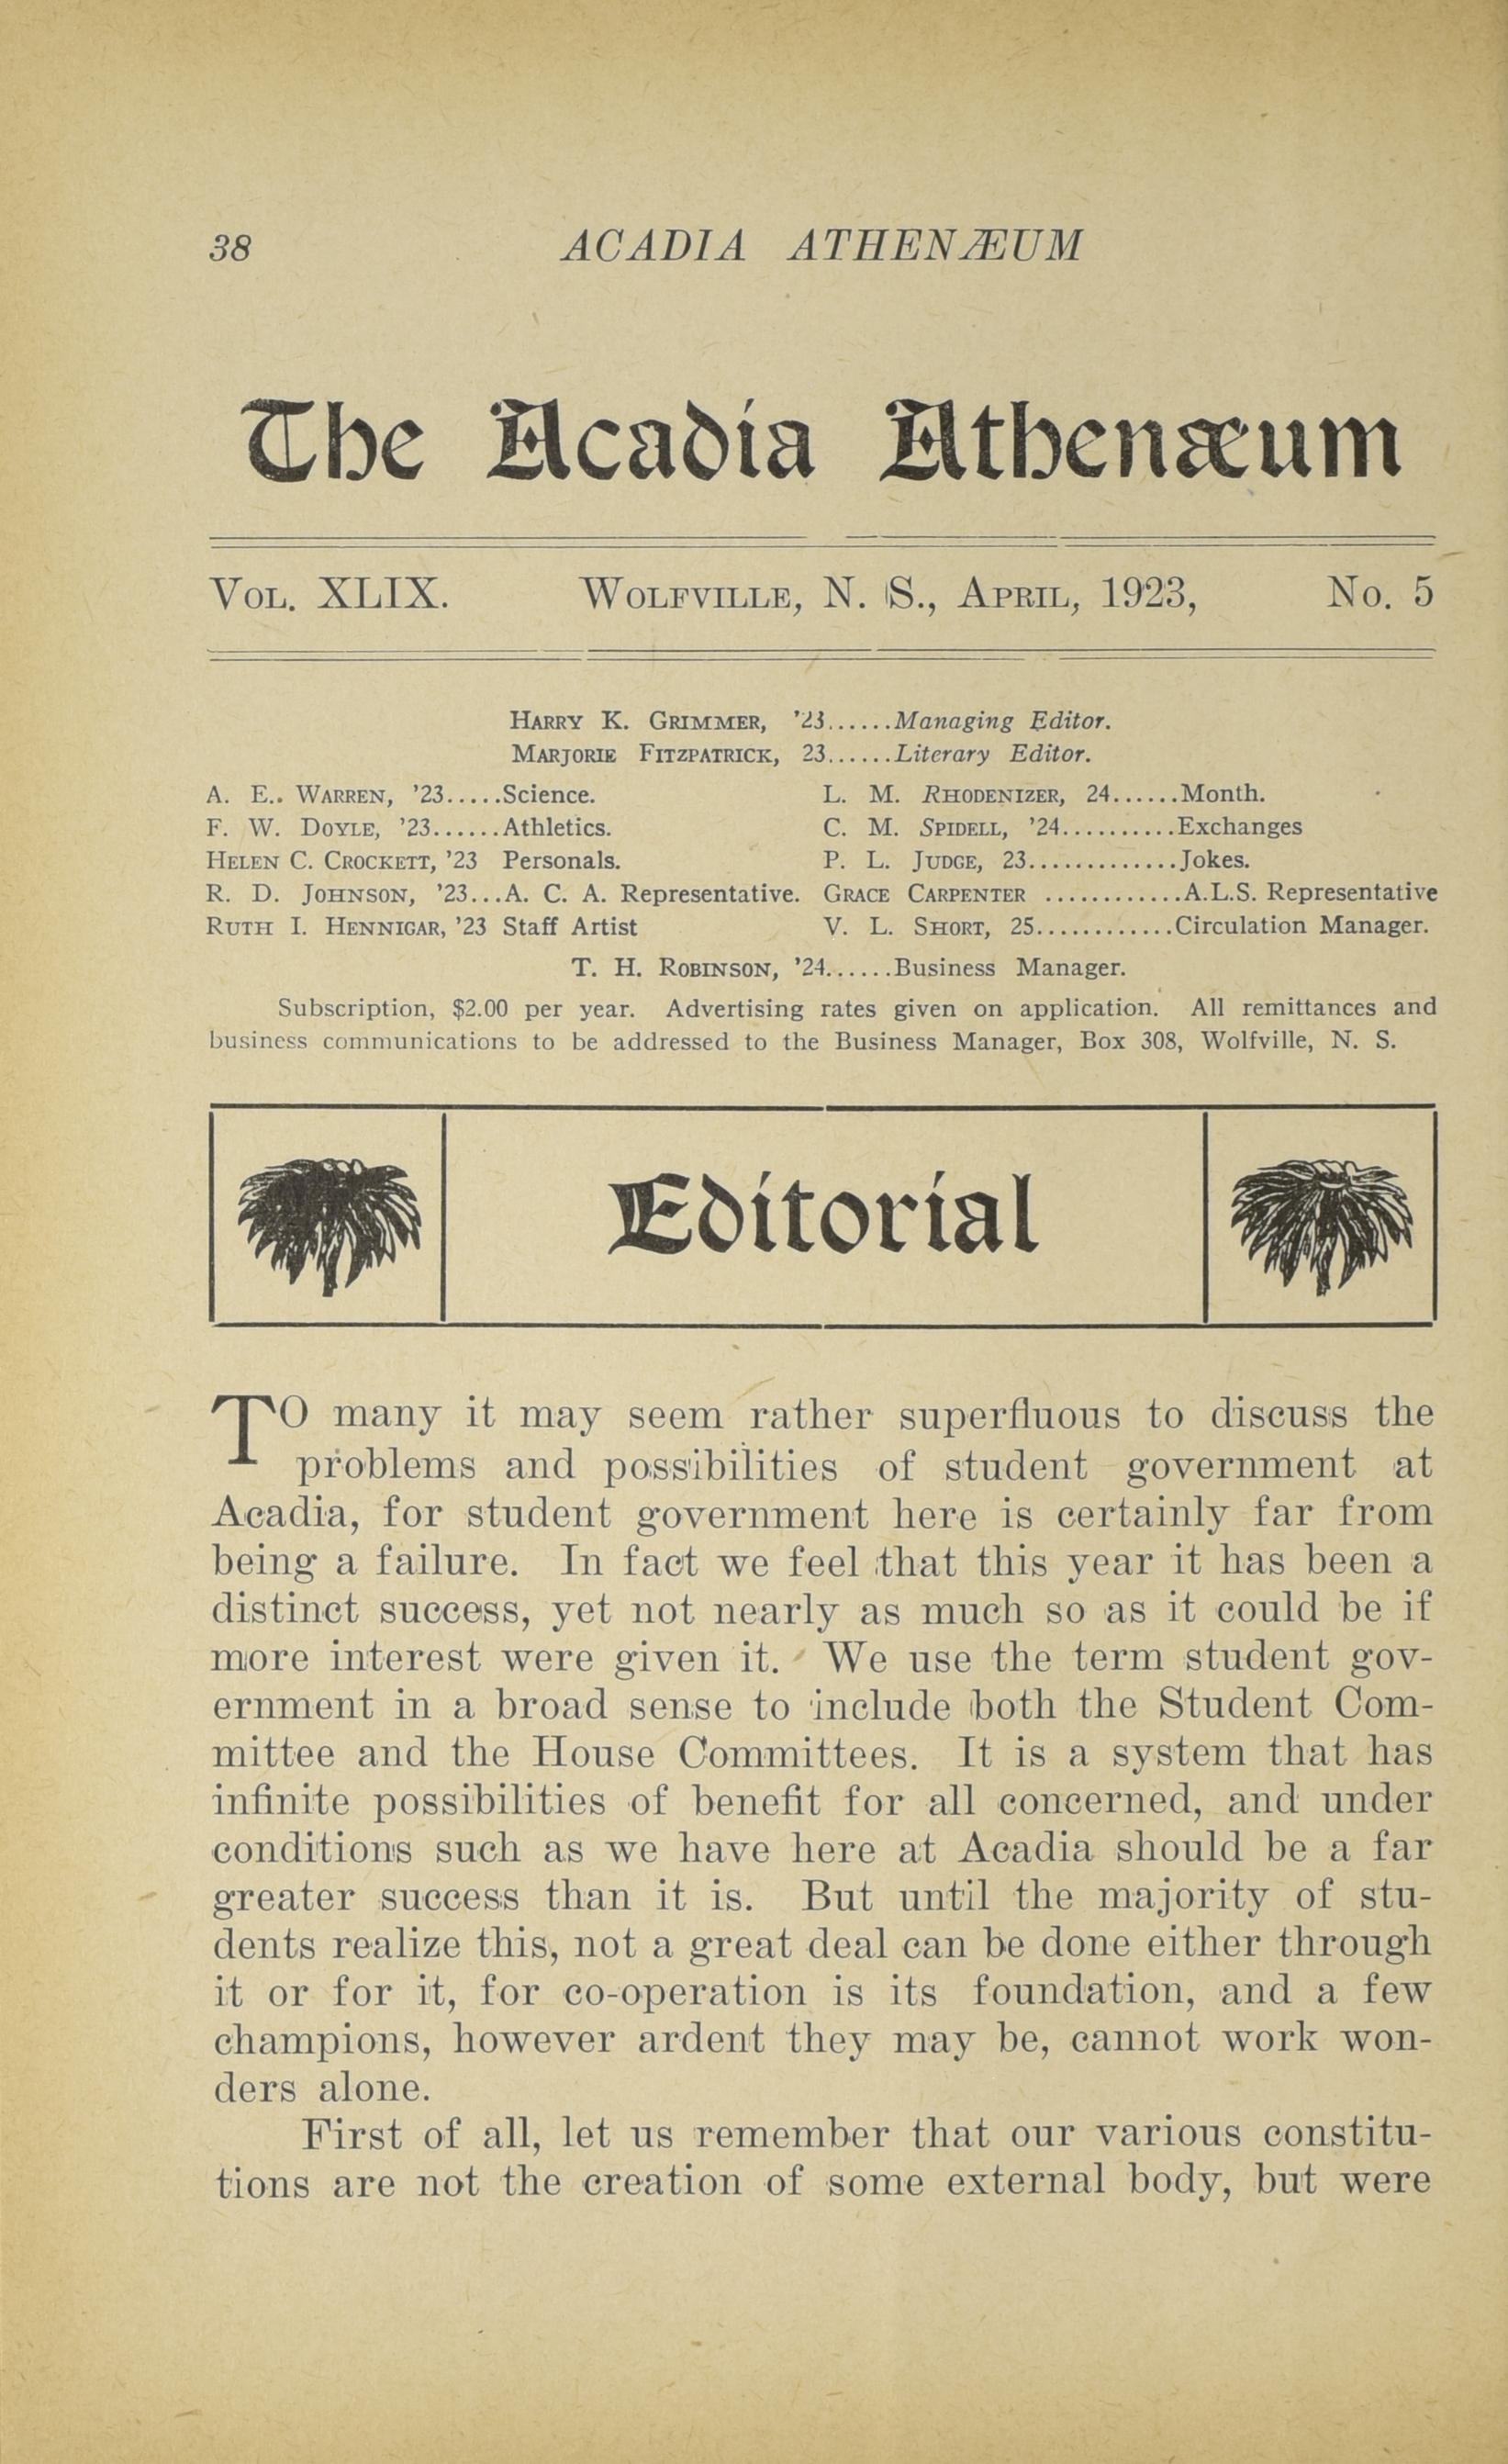 38 ACADIA ATHENÆUM
The Acadia Athenæum
VOL. XLIX. WOLFVILLE, N. S., APRIL, 1923, No. 5
HARRY K. GRIMMER, '23......Managing Editor.
MARJORIE FITZPATRICK, 23......Literary Editor.
A. E.. WARREN, '23.....Science. L. M. RHODENIZER, 24......Month.
F. W. DOYLE, '23......Athletics. C. M. SPIDELL, '24..........Exchanges
HELEN C. CROCKETT, '23 Personals. P. L. JUDGE, 23.............Jokes.
R. D. JOHNSON, '23...A. C. A. Representative. GRACE CARPENTER ............A.L.S. Representative
RUTH I. HENNIGAR, '23 Staff Artist V. L. SHORT, 25............Circulation Manager.
T. H. ROBINSON, '24......Business Manager.
Subscription, $2.00 per year. Advertising rates given on application. All remittances and
business communications to be addressed to the Business Manager, Box 308, Wolfville, N. S.
Editorial
TO many it may seem rather superfluous to discuss the
problems and possibilities of student government at
Acadia, for student government here is certainly far from
being a failure. In fact we feel that this year it has been a
distinct success, yet not nearly as much so as it could be if
more interest were given it. We use the term student gov-
ernment in a broad sense to include both the Student Com-
mittee and the House Committees. It is a system that has
infinite possibilities of benefit for all concerned, and under
conditions such as we have here at Acadia should be a far
greater success than it is. But until the majority of stu-
dents realize this, not a great deal can be done either through
it or for it, for co-operation is its foundation, and a few
champions, however ardent they may be, cannot work won-
ders alone.
First of all, let us remember that our various constitu-
tions are not the creation of some external body, but were